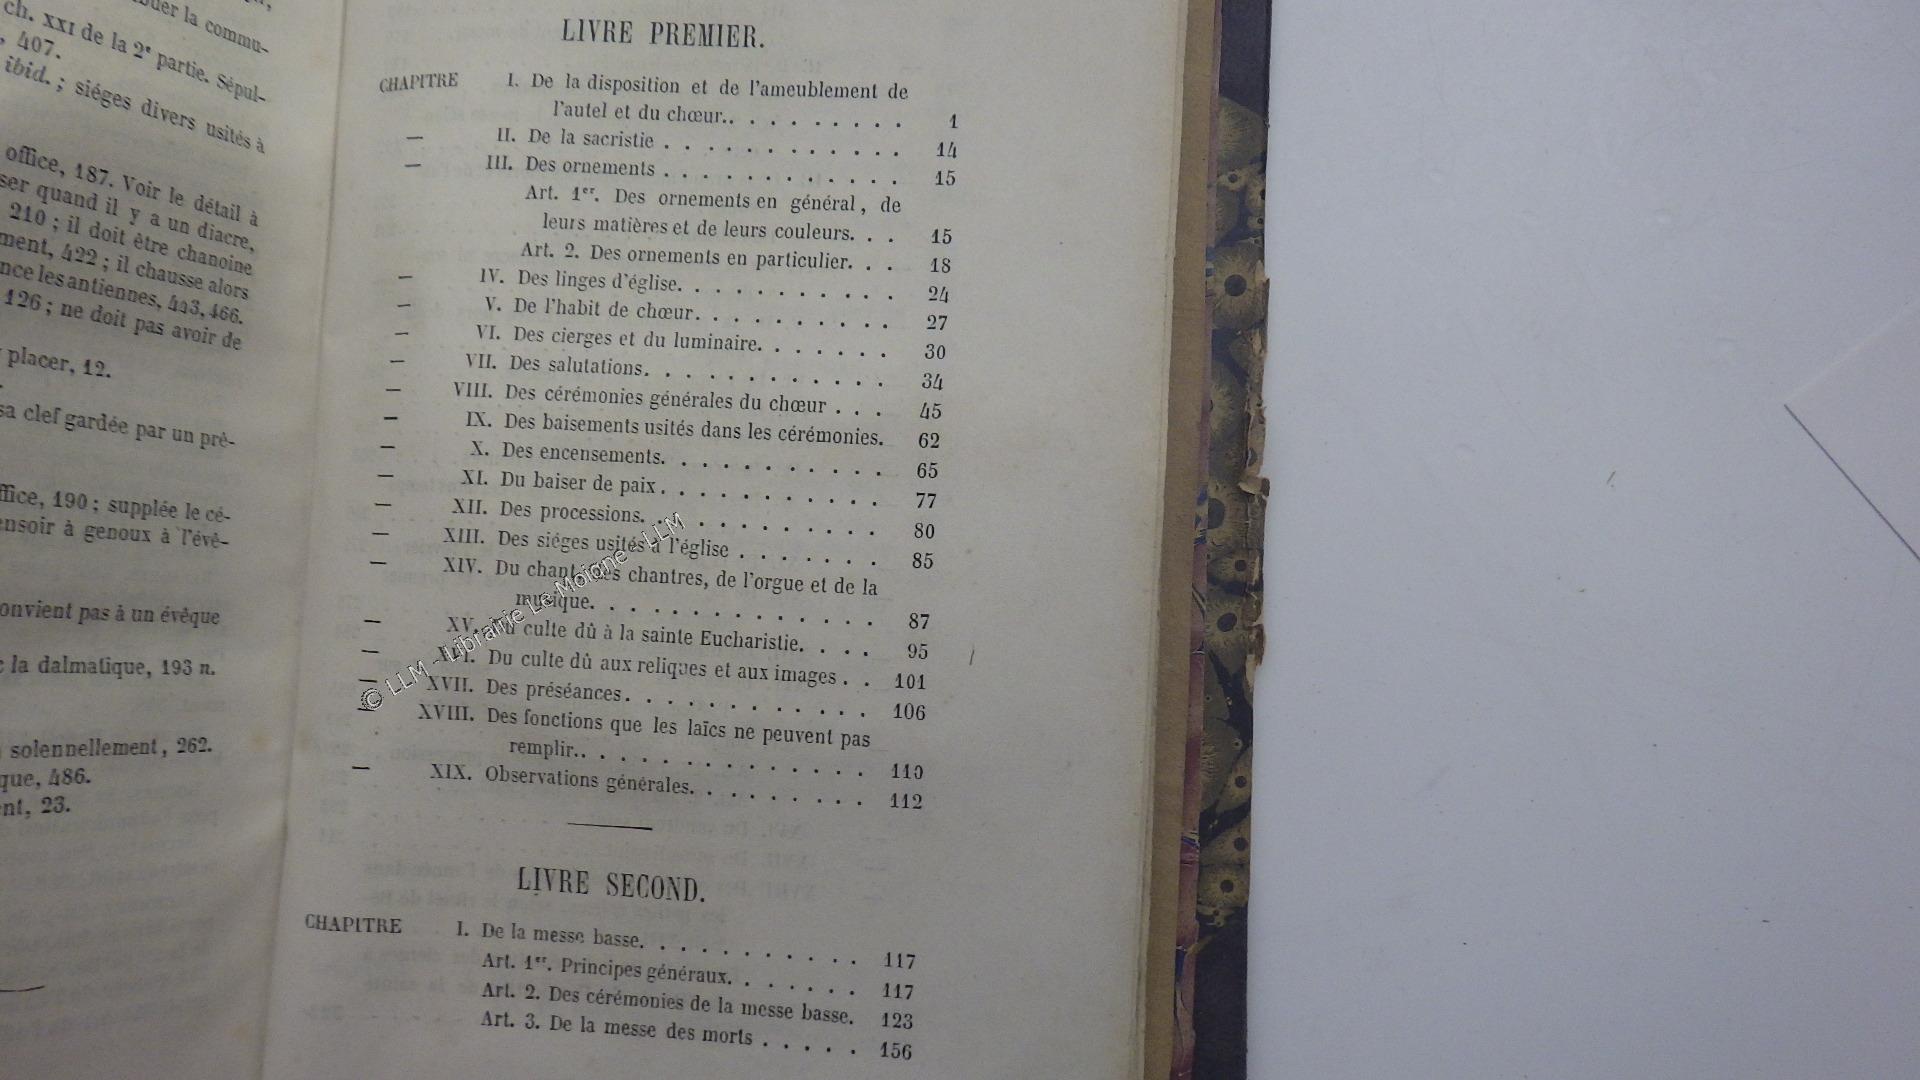 buer la commu-
ch. XXI de la 2e partie. Sépul-
, 407.
ibid. ; siéges divers usités à
office, 187. Voir le détail à
ser quand il y a un diacre,
210 ; il doit être chanoine
ment, 422 ; il chausse alors
nce les antiennes, 443, 466.
126 ; ne doit pas avoir de
placer, 12.
sa clef gardée par un prê-
ffice, 190 ; supplée le cé-
ensoir à genoux à l'évê-
onvient pas à un évêque
la dalmatique, 193 n.
solennellement, 262.
que, 486.
ent, 23.
LIVRE PREMIER.
CHAPITRE I. De la disposition et de l'ameublement de
l'autel et du chœur.. . . . . . . . . 1
— II. De la sacristie . . . . . . . . . . . . 14
— III. Des ornements . . . . . . . . . . . . 15
Art. 1er. Des ornements en général, de
leurs matières et de leurs couleurs. . . 15
Art. 2. Des ornements en particulier. . . 18
— IV. Des linges d'église. . . . . . . . . . . 24
— V. De l'habit de chœur. . . . . . . . . . 27
— VI. Des cierges et du luminaire. . . . . . . 30
— VII. Des salutations. . . . . . . . . . . . 34
— VIII. Des cérémonies générales du chœur . . . 45
— IX. Des baisements usités dans les cérémonies. 62
— X. Des encensements. . . . . . . . . . . 65
— XI. Du baiser de paix. . . . . . . . . . . 77
— XII. Des processions. . . . . . . . . . . . 80
— XIII. Des siéges usités à l'église . . . . . . . 85
— XIV. Du chant, des chantres, de l'orgue et de la
musique. . . . . . . . . . . . . . 87
— XV. Du culte dû à la sainte Eucharistie. . . . . 95
— XVI. Du culte dû aux reliques et aux images . . 101
— XVII. Des préséances. . . . . . . . . . . . 106
— XVIII. Des fonctions que les laïcs ne peuvent pas
remplir.. . . . . . . . . . . . . . 110
— XIX. Observations générales. . . . . . . . . 112
LIVRE SECOND.
CHAPITRE I. De la messe basse. . . . . . . . . . . 117
Art. 1er. Principes généraux. . . . . . . 117
Art. 2. Des cérémonies de la messe basse. 123
Art. 3. De la messe des morts . . . . . 156
© LLM - Librairie Le Moigne - LLM